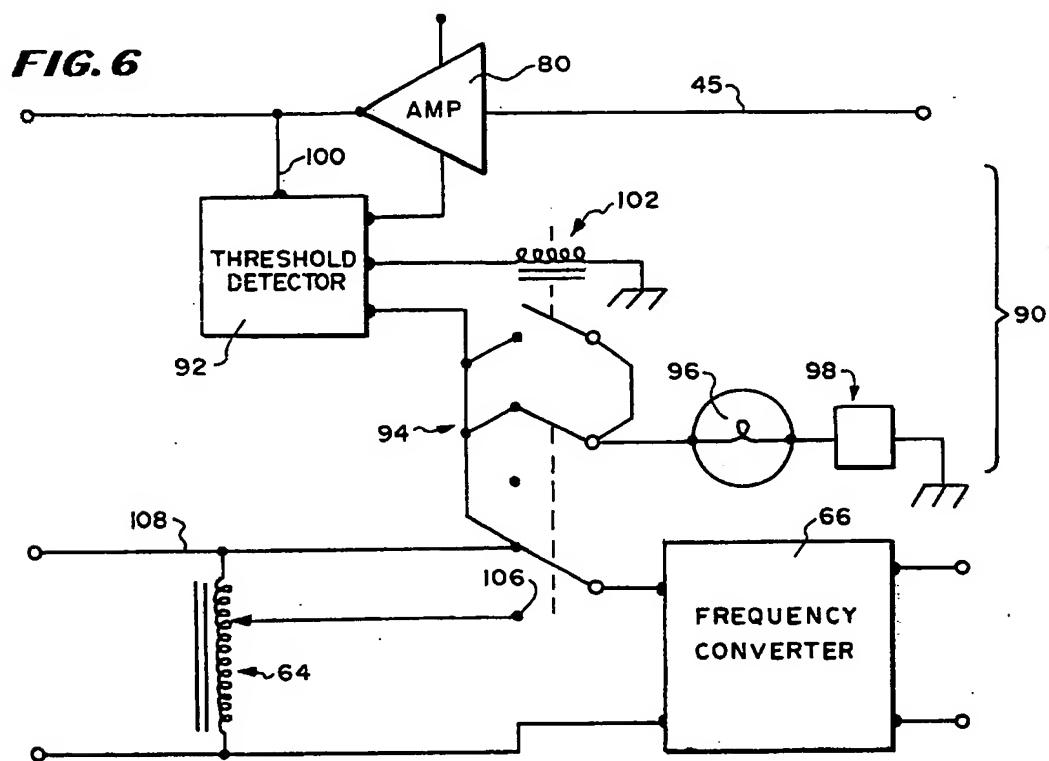 FIG. 6
80
AMP
45
100
102
THRESHOLD
DETECTOR
90
92
96
98
94
108
66
106
FREQUENCY
CONVERTER
64